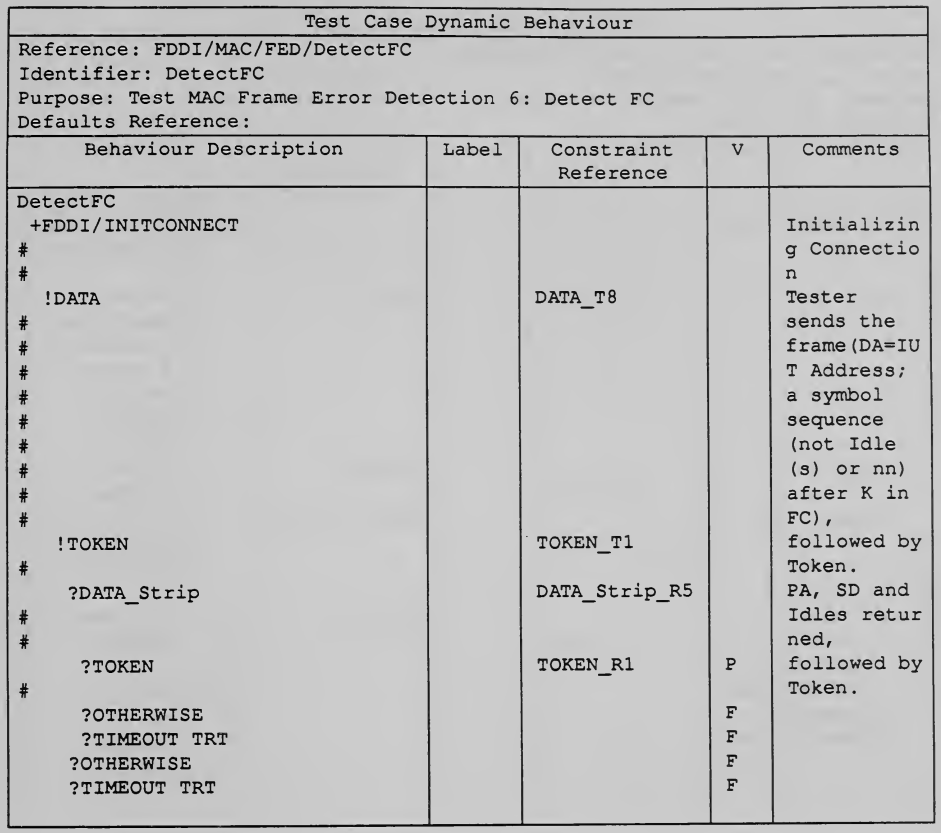 Test Case Dynamic Behaviour
Reference: FDDI/MAC/FED/DetectFC
Identifier: DetectFC
Purpose: Test MAC Frame Error Detection 6: Detect FC
Defaults Reference:
Behaviour Description Label Constraint V Comments
Reference
DetectFC
+FDDI/INITCONNECT Initializin
# g Connectio
# n
!DATA DATA_T8 Tester
# sends the
# frame(DA=IU
# T Address;
# a symbol
# sequence
# (not Idle
# (s) or nn)
# after K in
# FC),
!TOKEN TOKEN_T1 followed by
# Token.
?DATA_Strip DATA_Strip_R5 PA, SD and
# Idles retur
# ned,
?TOKEN TOKEN_R1 P followed by
# Token.
?OTHERWISE F
?TIMEOUT TRT F
?OTHERWISE F
?TIMEOUT TRT F